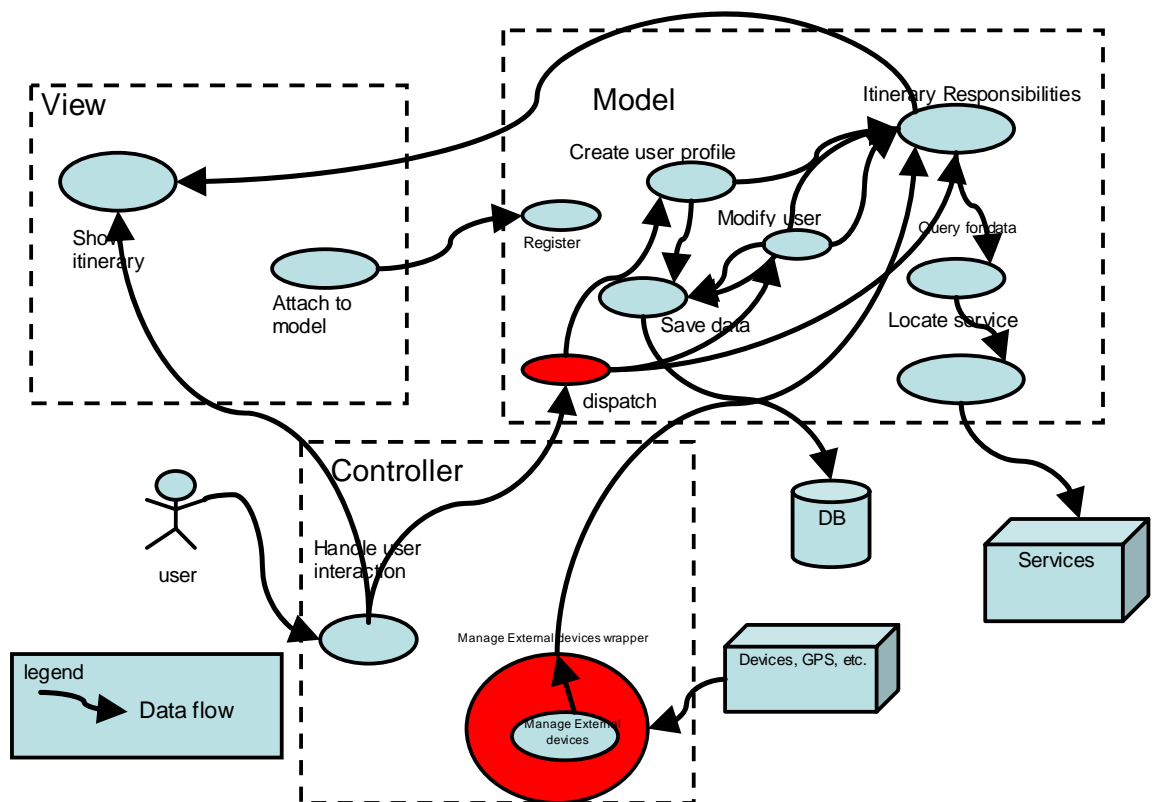 View
Model
Itinerary Responsibilities
Create user profile
Show
itinerary
Register
Modify user
Query for data
Attach to
model
Save data
Locate service
dispatch
Controller
user
Handle user
interaction
DB
Services
Manage External devices wrapper
Devices, GPS, etc.
legend
Data flow
Manage External
devices